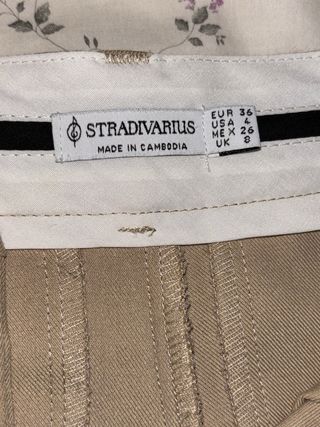 STRADIVARIUS
MADE IN CAMBODIA
EUR 36
USA 4
MEX 26
UK 8